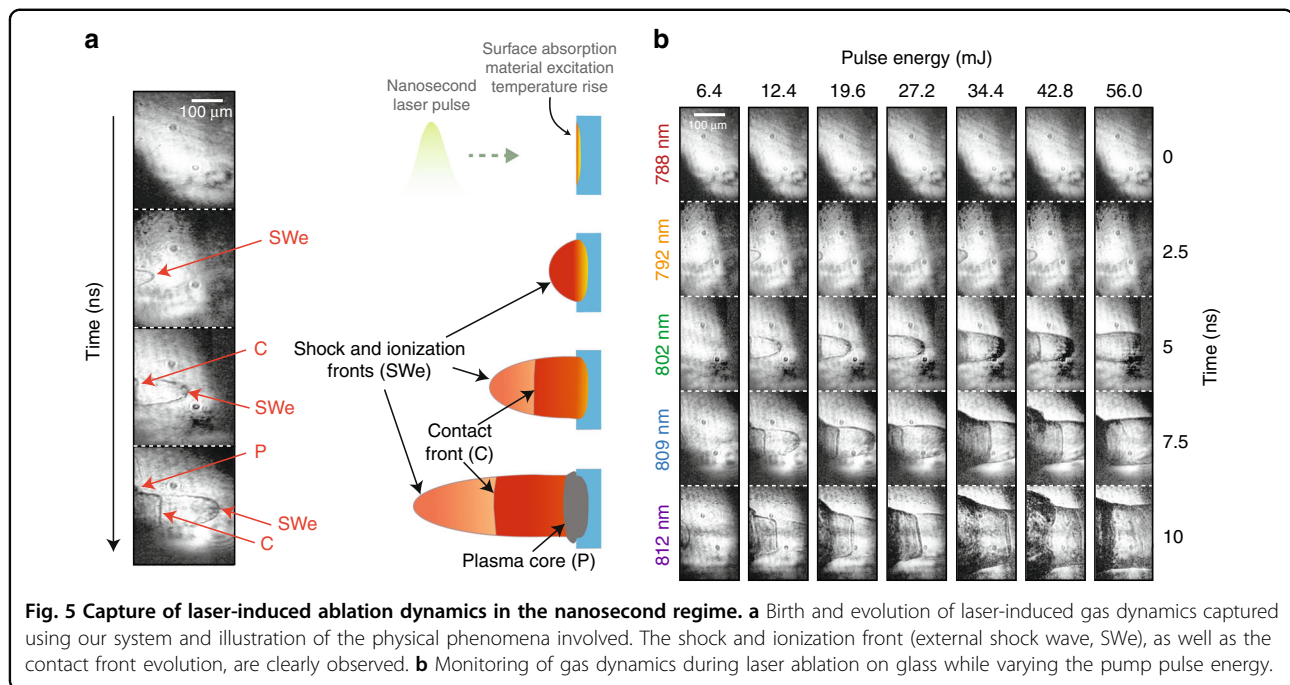 a
100 μm
Time (ns)
SWe
C
SWe
P
SWe
C
Nanosecond
laser pulse
Surface absorption
material excitation
temperature rise
Shock and ionization
fronts (SWe)
Contact
front (C)
Plasma core (P)
b
Pulse energy (mJ)
6.4 12.4 19.6 27.2 34.4 42.8 56.0
100 μm
788 nm
792 nm
802 nm
809 nm
812 nm
0
2.5
5
7.5
10
Time (ns)
Fig. 5 Capture of laser-induced ablation dynamics in the nanosecond regime. a Birth and evolution of laser-induced gas dynamics captured
using our system and illustration of the physical phenomena involved. The shock and ionization front (external shock wave, SWe), as well as the
contact front evolution, are clearly observed. b Monitoring of gas dynamics during laser ablation on glass while varying the pump pulse energy.